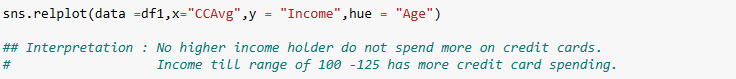 sns.relplot(data =df1,x="CCAvg",y = "Income",hue = "Age")
## Interpretation : No higher income holder do not spend more on credit cards.
# Income till range of 100 -125 has more credit card spending.